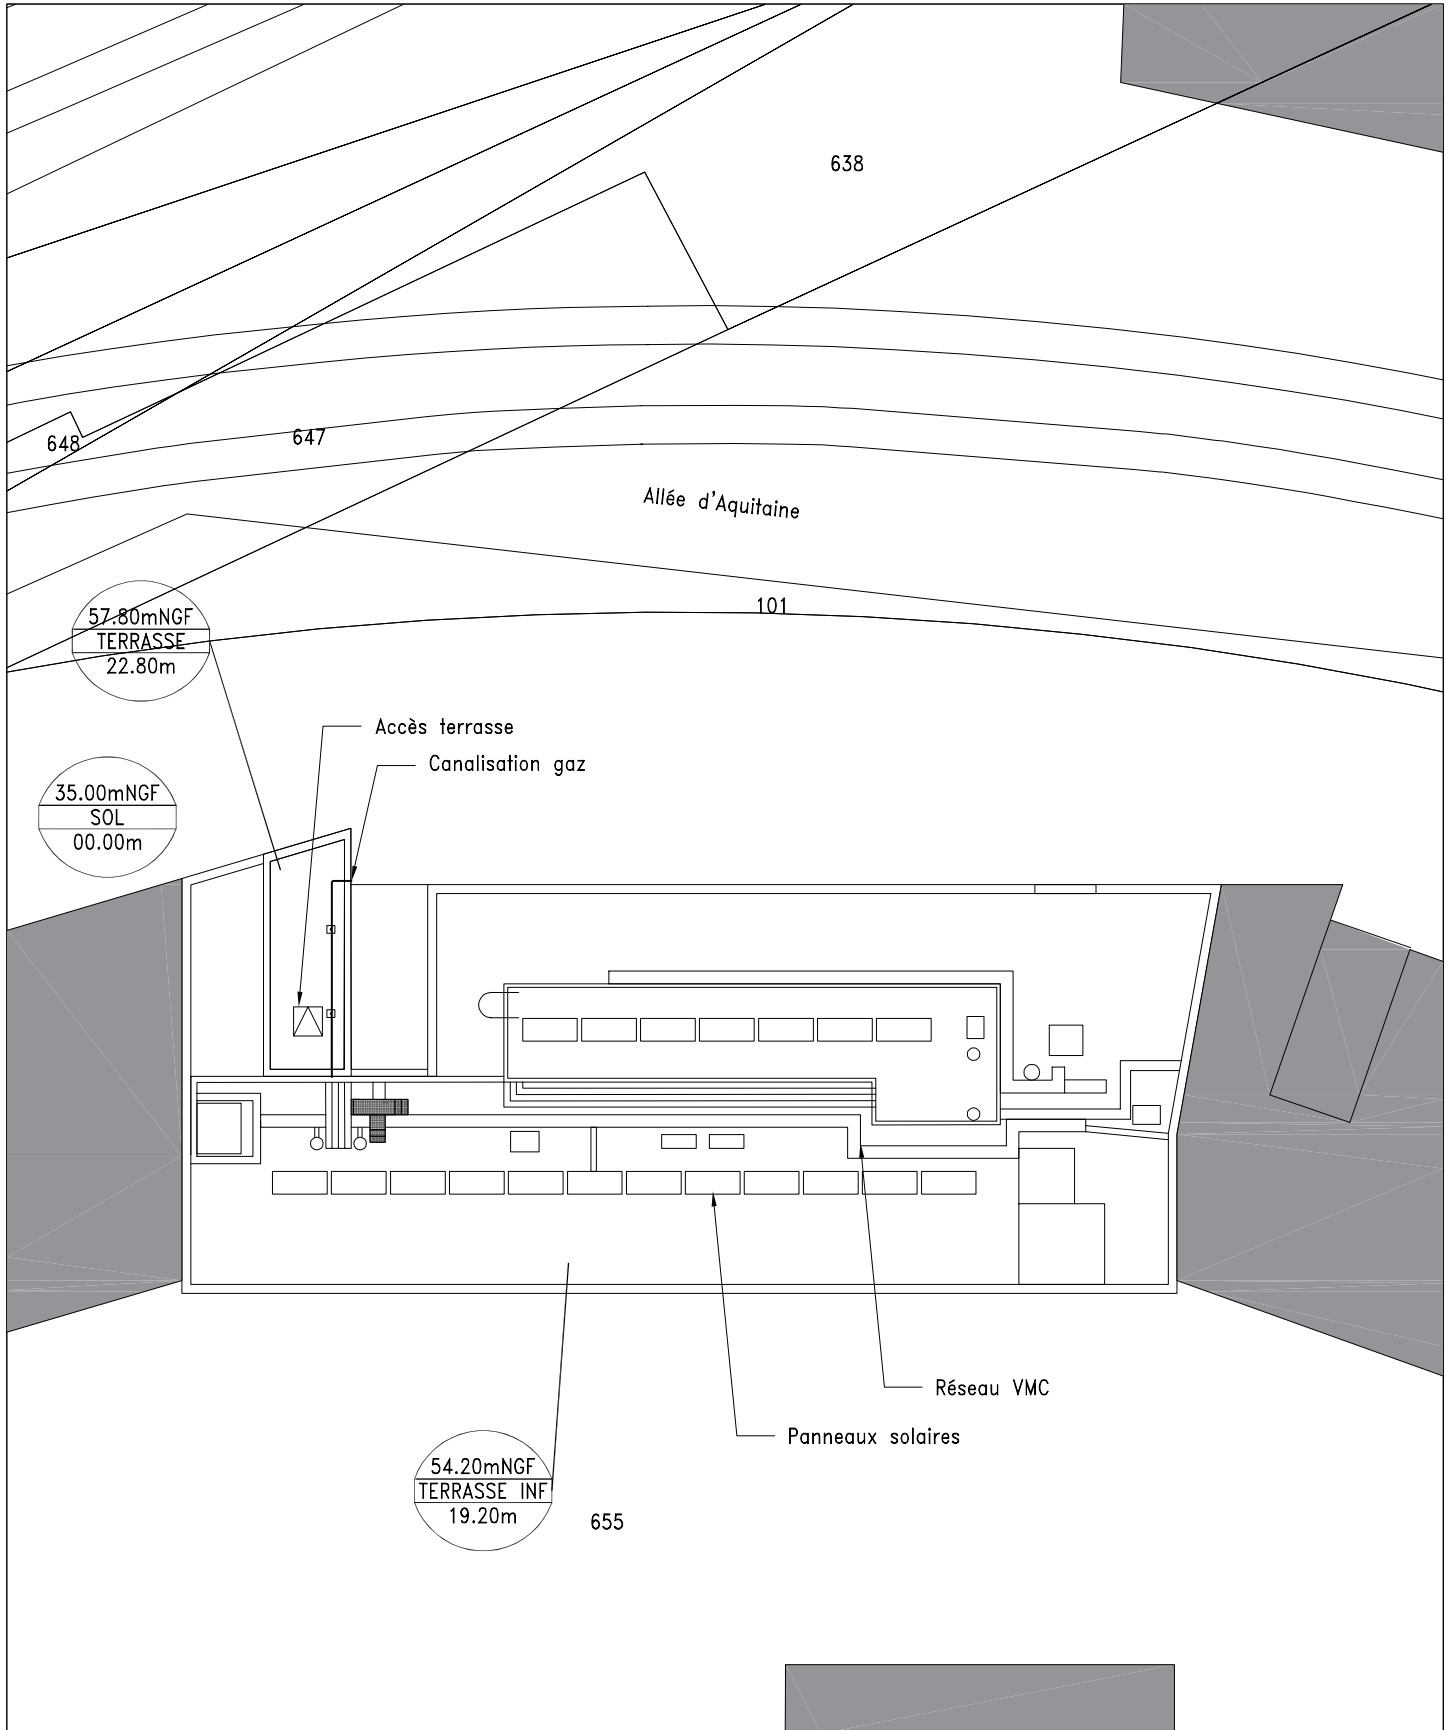 638
648
647
Allée d'Aquitaine
101
57.80mNGF
TERRASSE
22.80m
Accès terrasse
Canalisation gaz
35.00mNGF
SOL
00.00m
Réseau VMC
Panneaux solaires
54.20mNGF
TERRASSE INF
19.20m
655